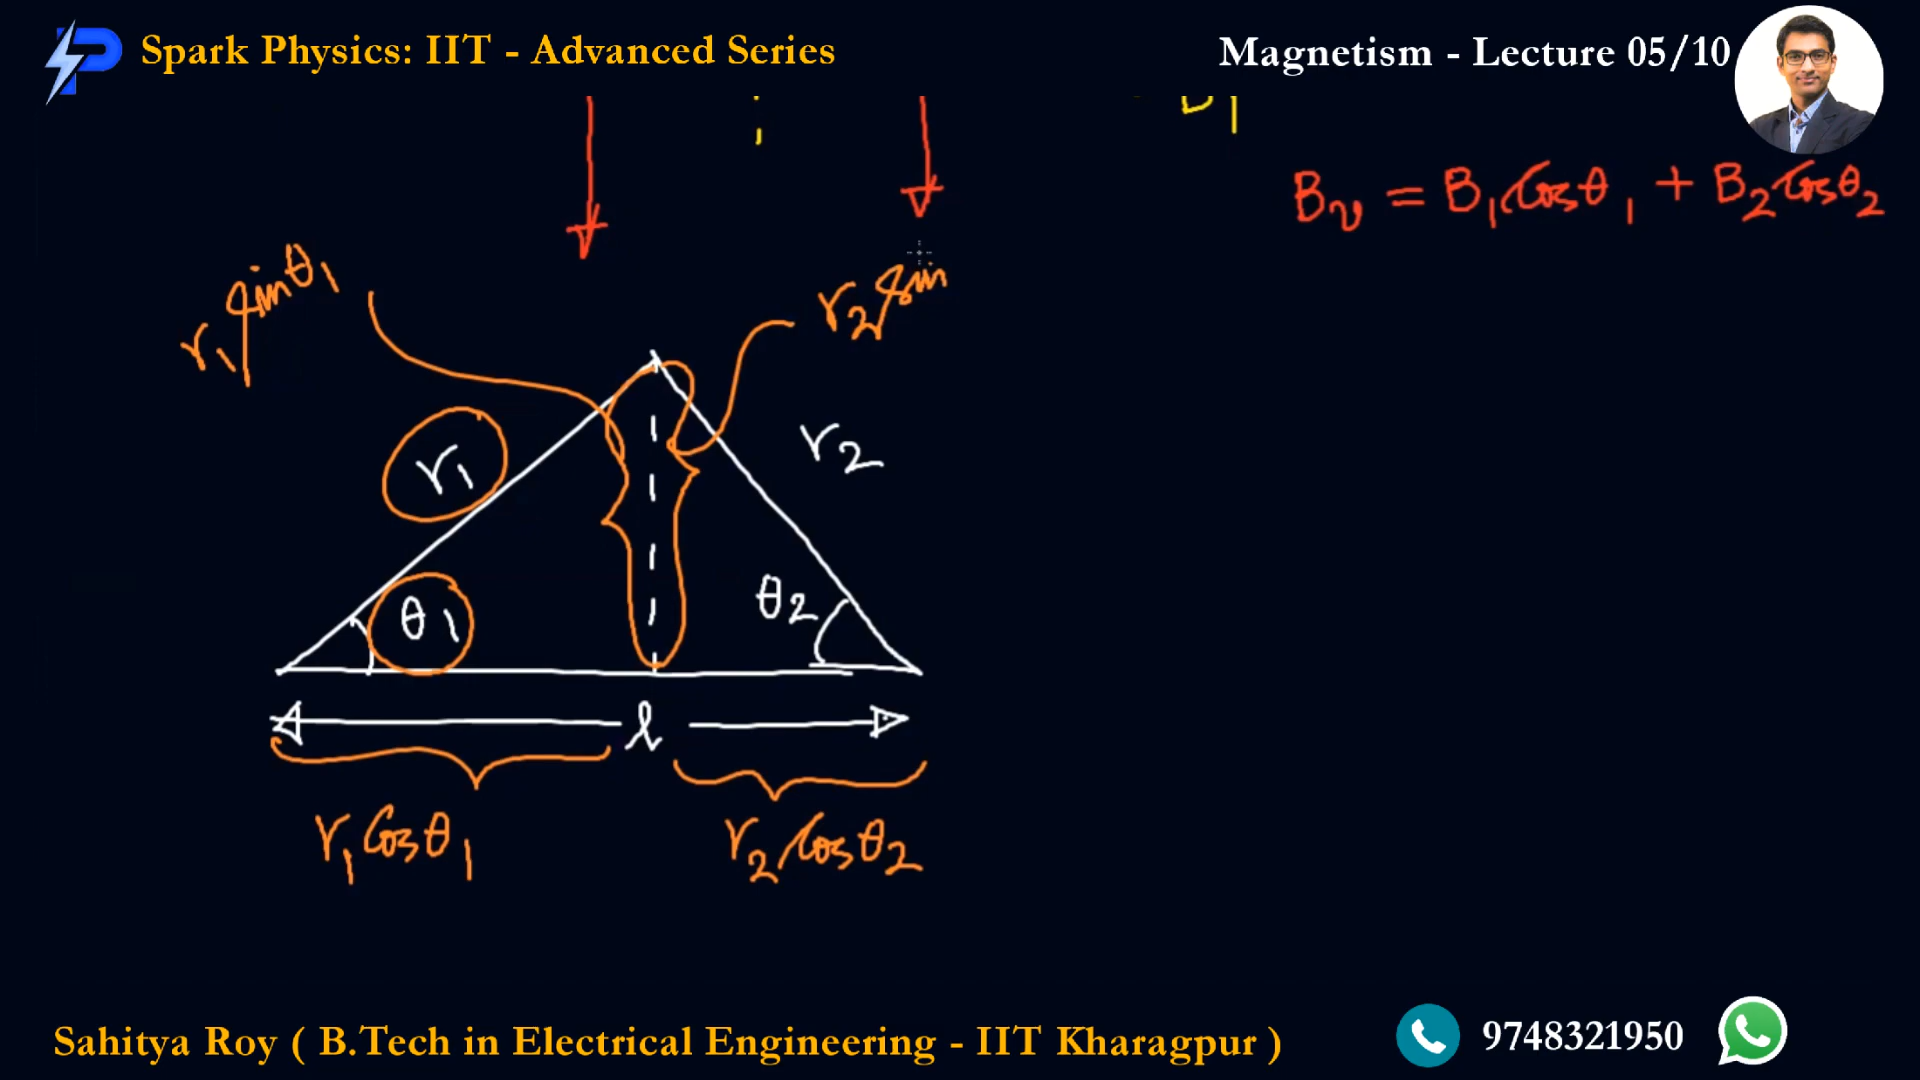 Spark Physics: IIT - Advanced Series
Magnetism - Lecture 05/10
B_v = B_1 Cosθ_1 + B_2 Cosθ_2
r_1 sinθ_1
r_2 sin
r_1
r_2
θ_1
θ_2
l
r_1 Cosθ_1
r_2 Cosθ_2
Sahitya Roy ( B.Tech in Electrical Engineering - IIT Kharagpur )
9748321950